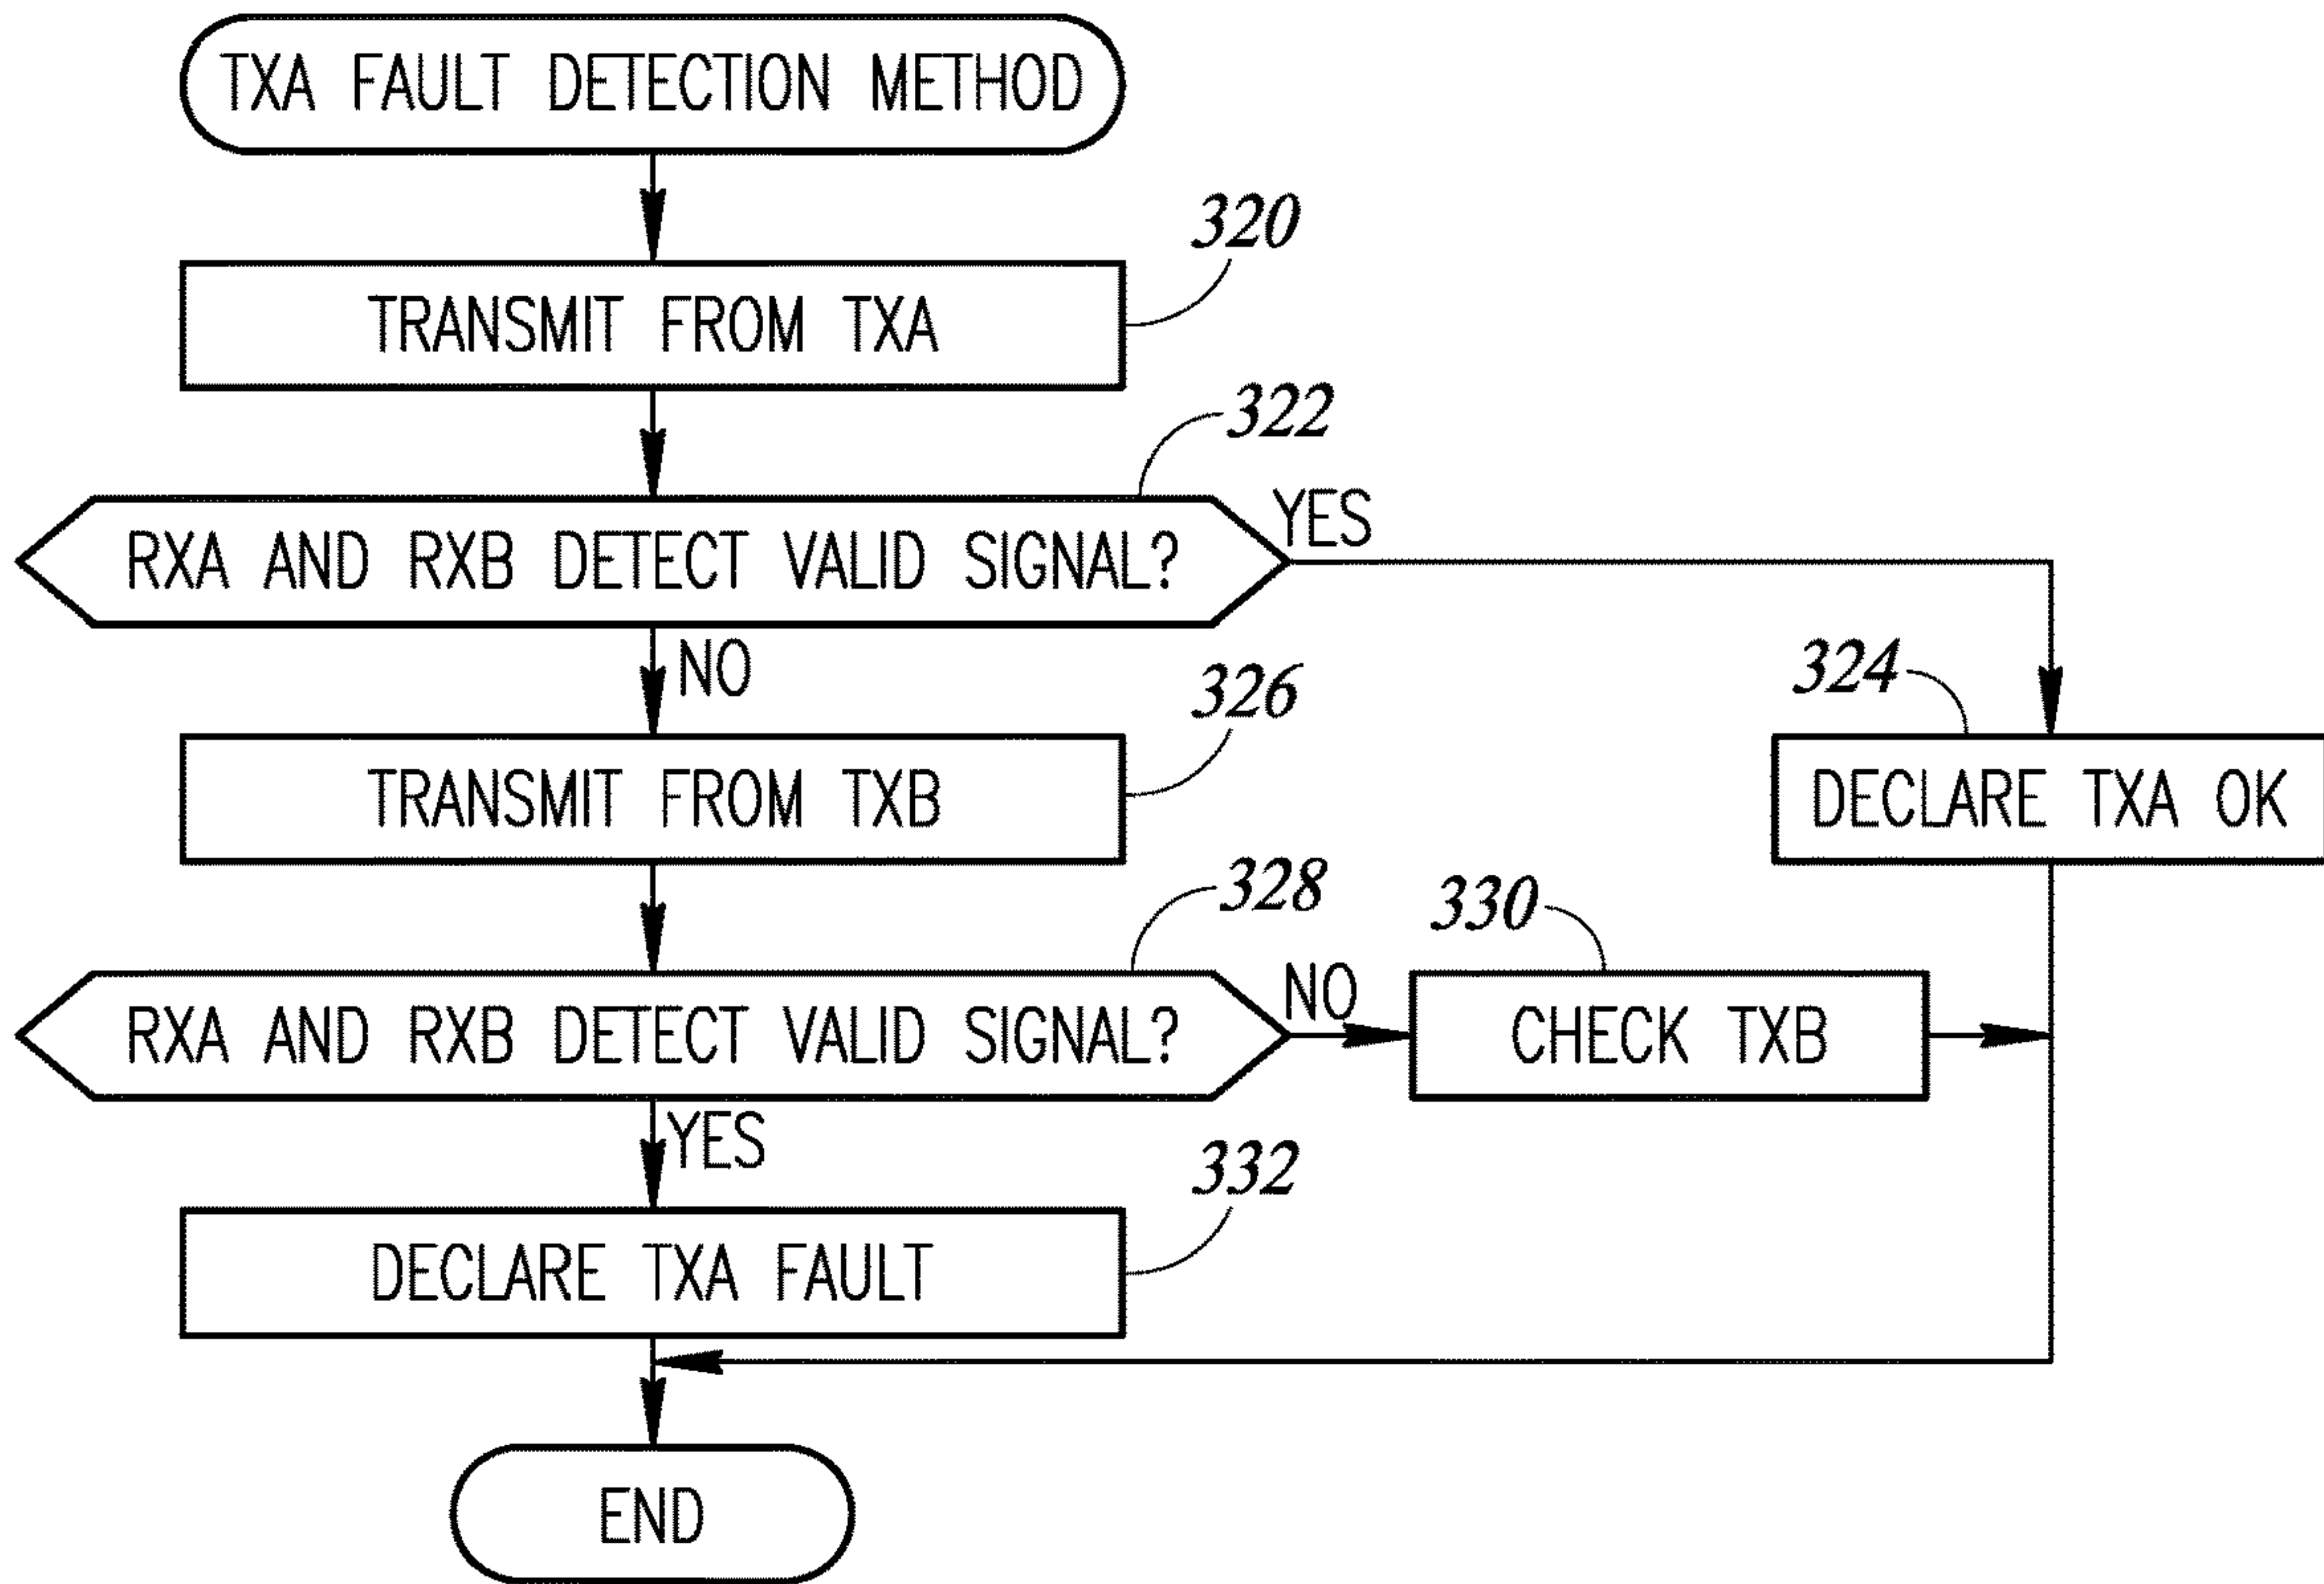 TXA FAULT DETECTION METHOD
320
TRANSMIT FROM TXA
322
RXA AND RXB DETECT VALID SIGNAL?
YES
NO
324
DECLARE TXA OK
326
TRANSMIT FROM TXB
328
RXA AND RXB DETECT VALID SIGNAL?
NO
330
CHECK TXB
YES
332
DECLARE TXA FAULT
END